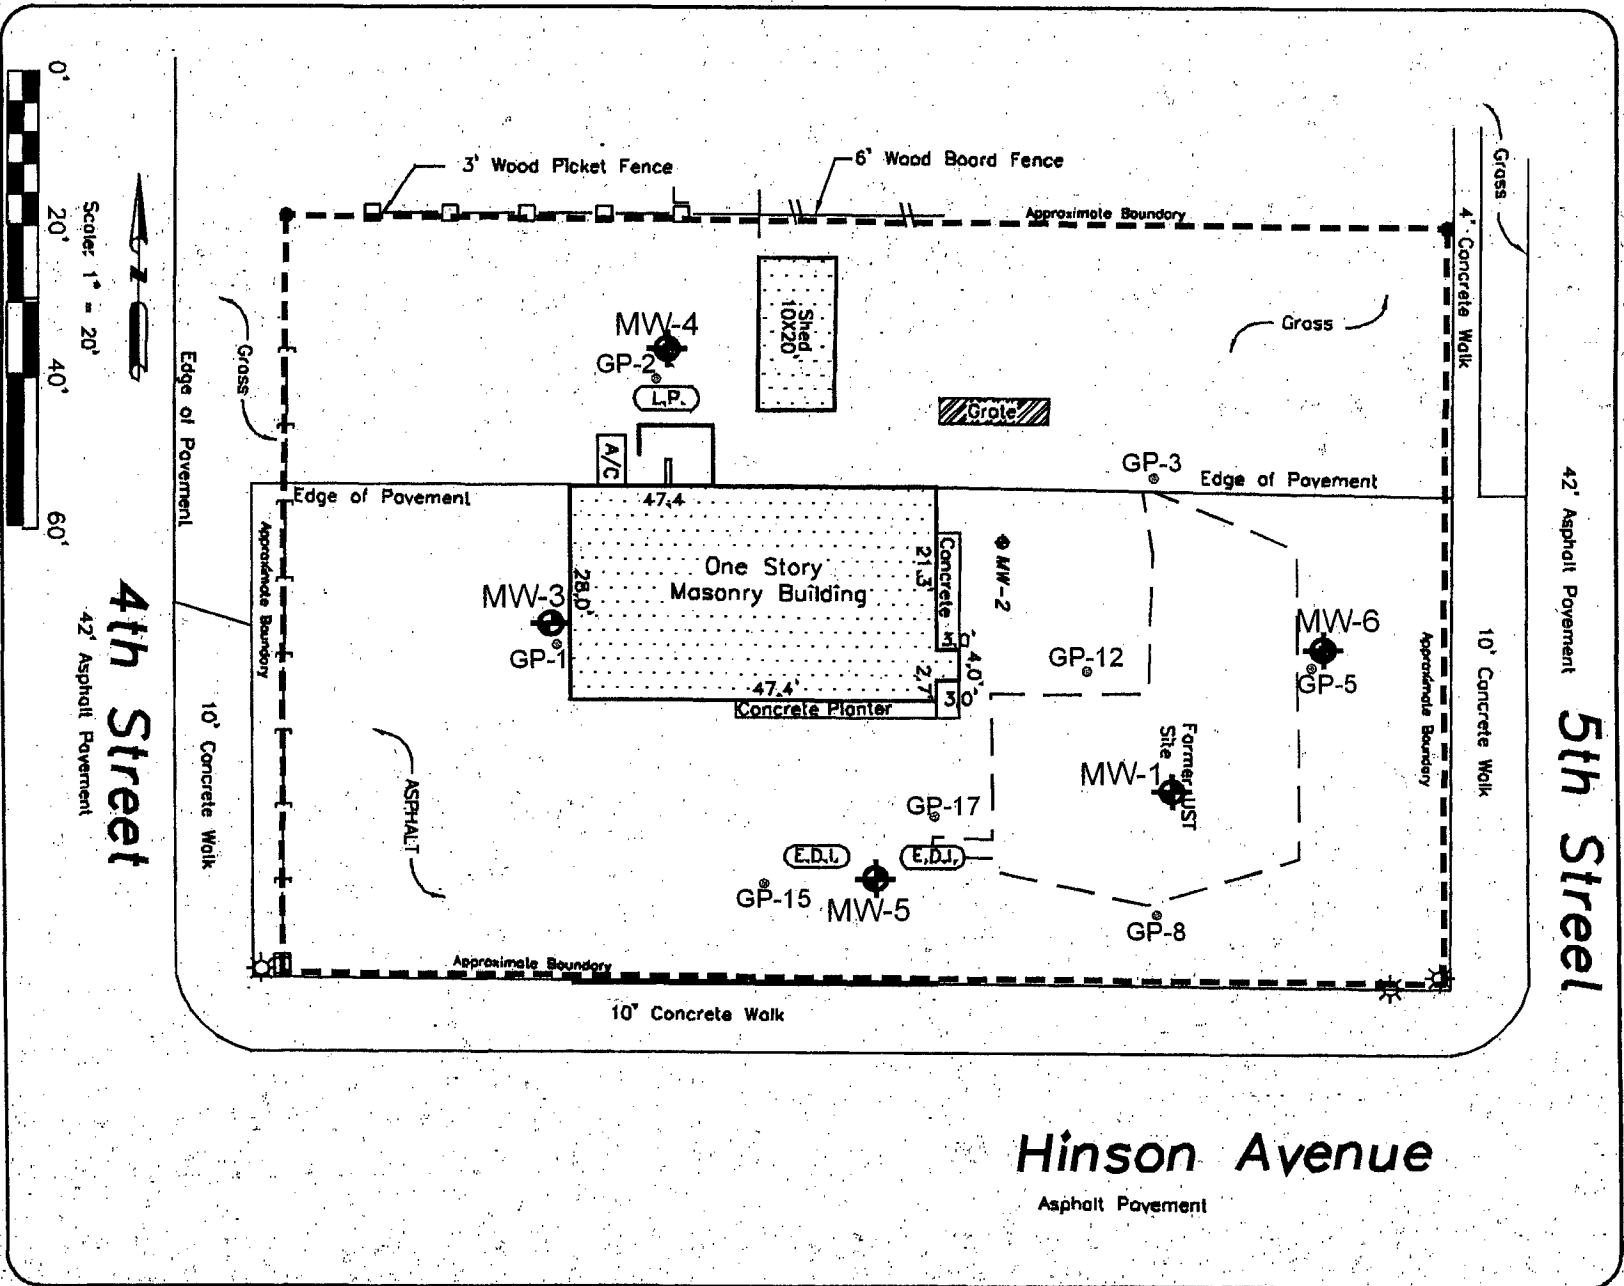 3' Wood Picket Fence
6' Wood Board Fence
Approximate Boundary
Grass
4' Concrete Walk
0'
20'
40'
60'
Scale: 1" = 20'
N
Grass
Edge of Pavement
MW-4
GP-2
L.P.
Shed
10X20'
Grass
Grate
A/C
GP-3
Edge of Pavement
42' Asphalt Pavement
5th Street
Edge of Pavement
47.4
One Story
Masonry Building
28.0'
21.3'
Concrete
3.0'
4.0'
2.7'
3.0'
47.4'
Concrete Planter
MW-2
MW-3
GP-1
GP-12
MW-6
GP-5
Approximate Boundary
10' Concrete Walk
Approximate Boundary
4th Street
42' Asphalt Pavement
10' Concrete Walk
ASPHALT
Former UST
Site
MW-1
GP-17
E.D.I.
E.D.I.
GP-15
MW-5
GP-8
Approximate Boundary
10' Concrete Walk
Hinson Avenue
Asphalt Pavement